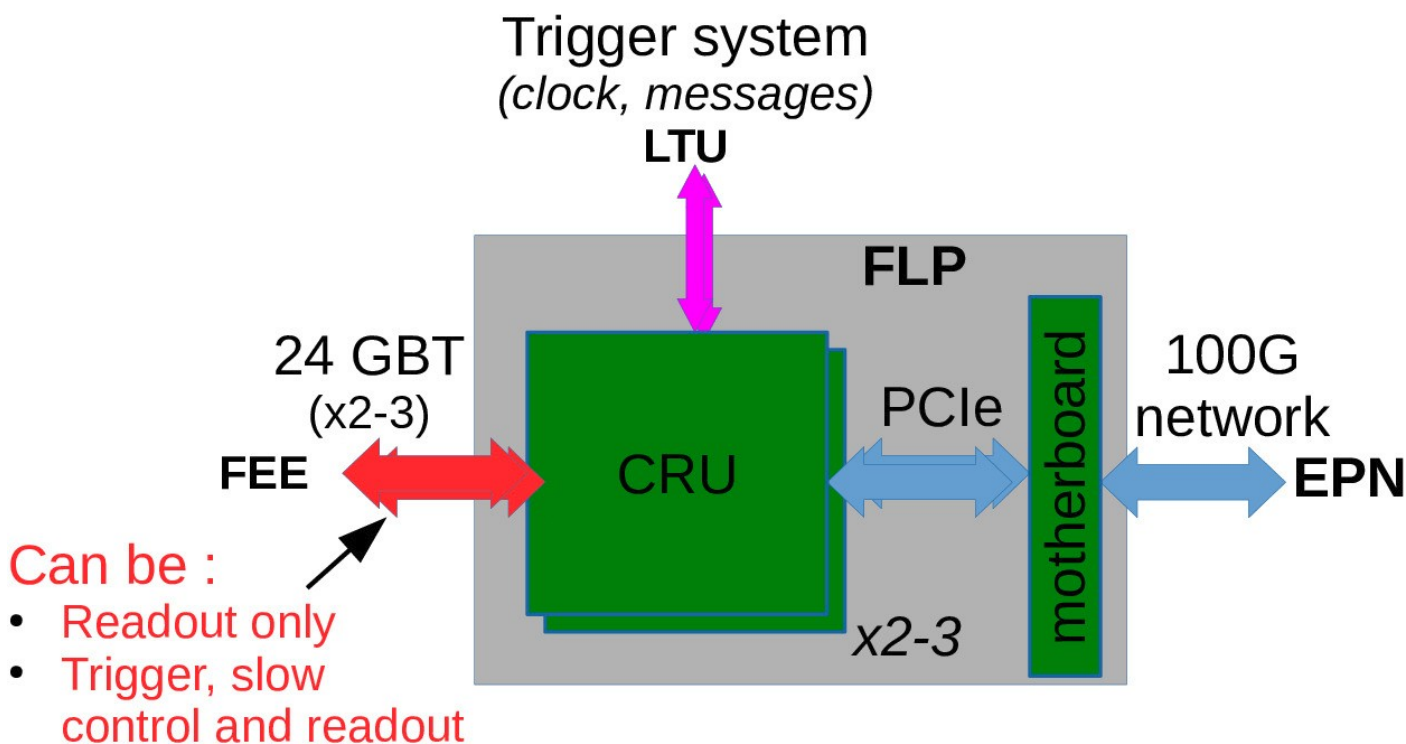 Trigger system
(clock, messages)
LTU
FLP
24 GBT
(x2-3)
FEE
CRU
PCIe
motherboard
100G
network
EPN
x2-3
Can be :
• Readout only
• Trigger, slow
control and readout